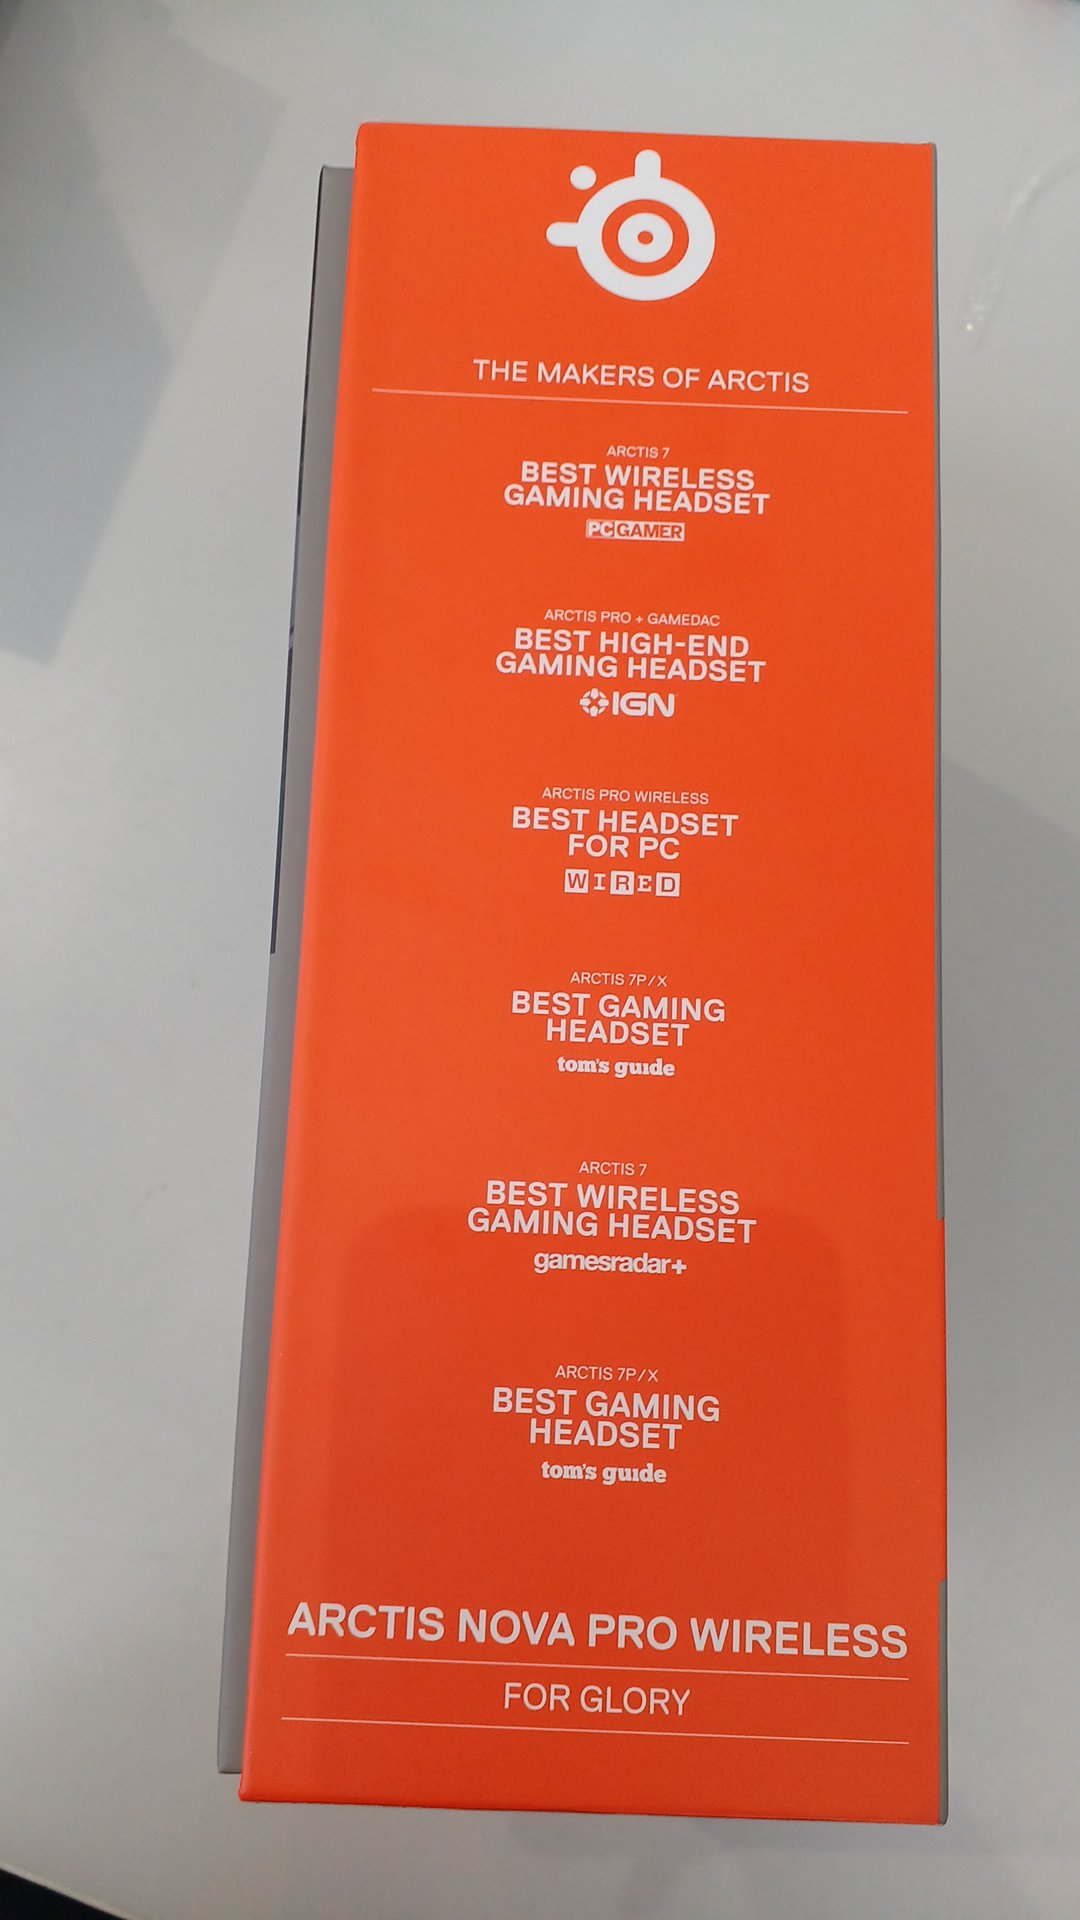 THE MAKERS OF ARCTIS
ARCTIS 7
BEST WIRELESS
GAMING HEADSET
PC GAMER
ARCTIS PRO + GAMEDAC
BEST HIGH-END
GAMING HEADSET
IGN
ARCTIS PRO WIRELESS
BEST HEADSET
FOR PC
WIRED
ARCTIS 7P/X
BEST GAMING
HEADSET
tom's guide
ARCTIS 7
BEST WIRELESS
GAMING HEADSET
gamesradar+
ARCTIS 7P/X
BEST GAMING
HEADSET
tom's guide
ARCTIS NOVA PRO WIRELESS
FOR GLORY